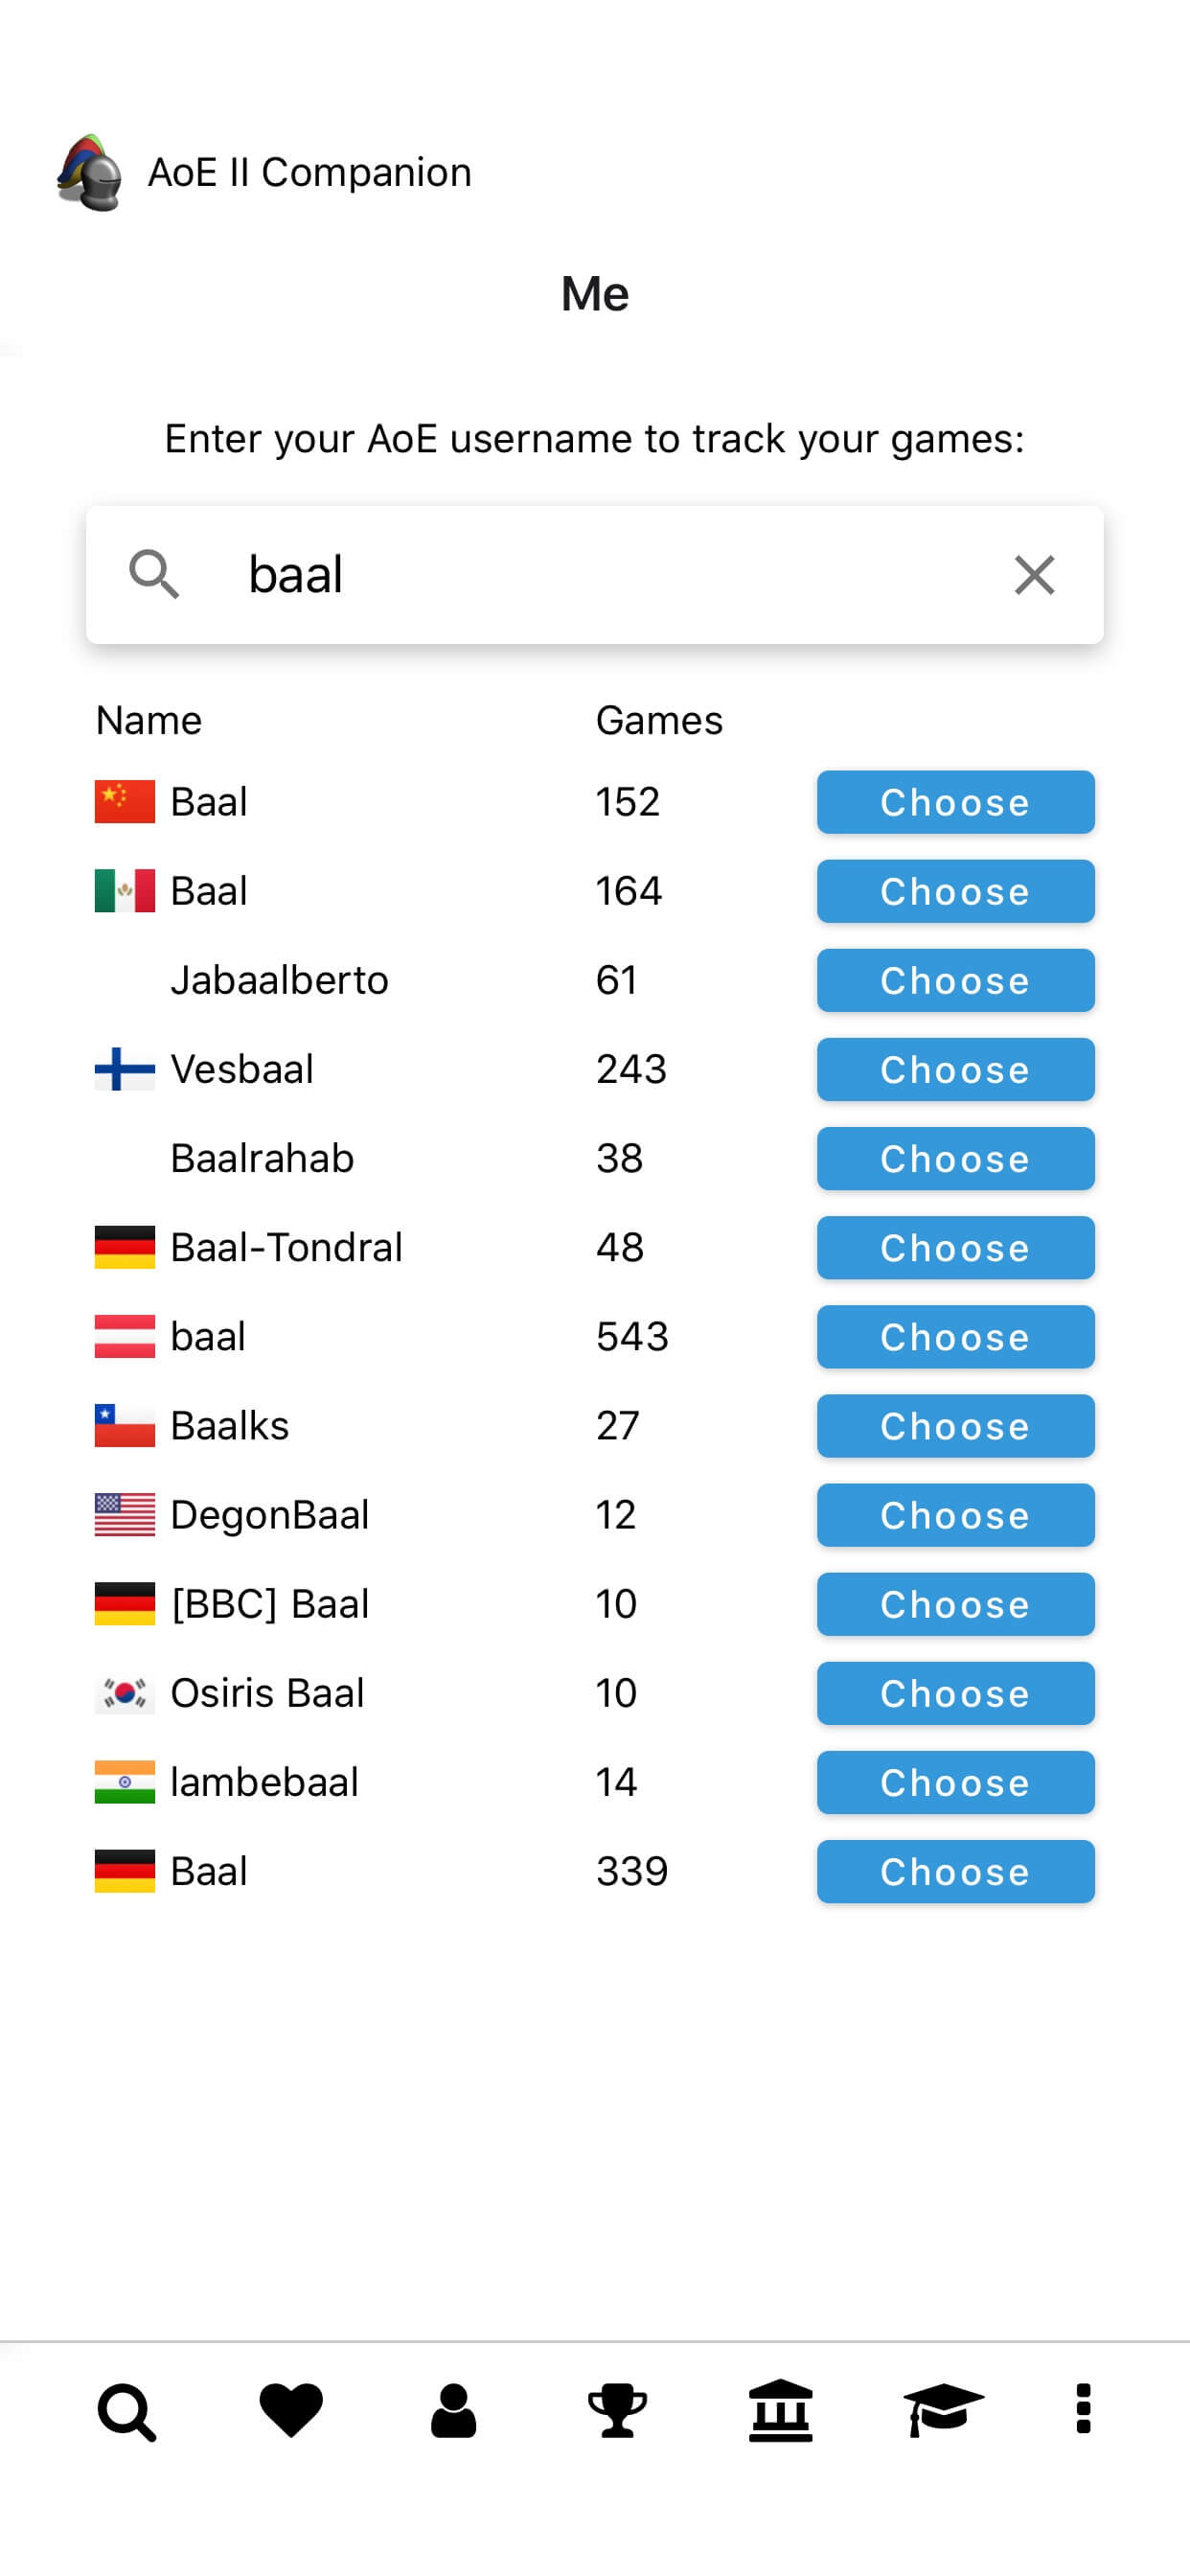 AoE II Companion
Me
Enter your AoE username to track your games:
baal
Name Games
Baal 152 Choose
Baal 164 Choose
Jabaalberto 61 Choose
Vesbaal 243 Choose
Baalrahab 38 Choose
Baal-Tondral 48 Choose
baal 543 Choose
Baalks 27 Choose
DegonBaal 12 Choose
[BBC] Baal 10 Choose
Osiris Baal 10 Choose
lambebaal 14 Choose
Baal 339 Choose